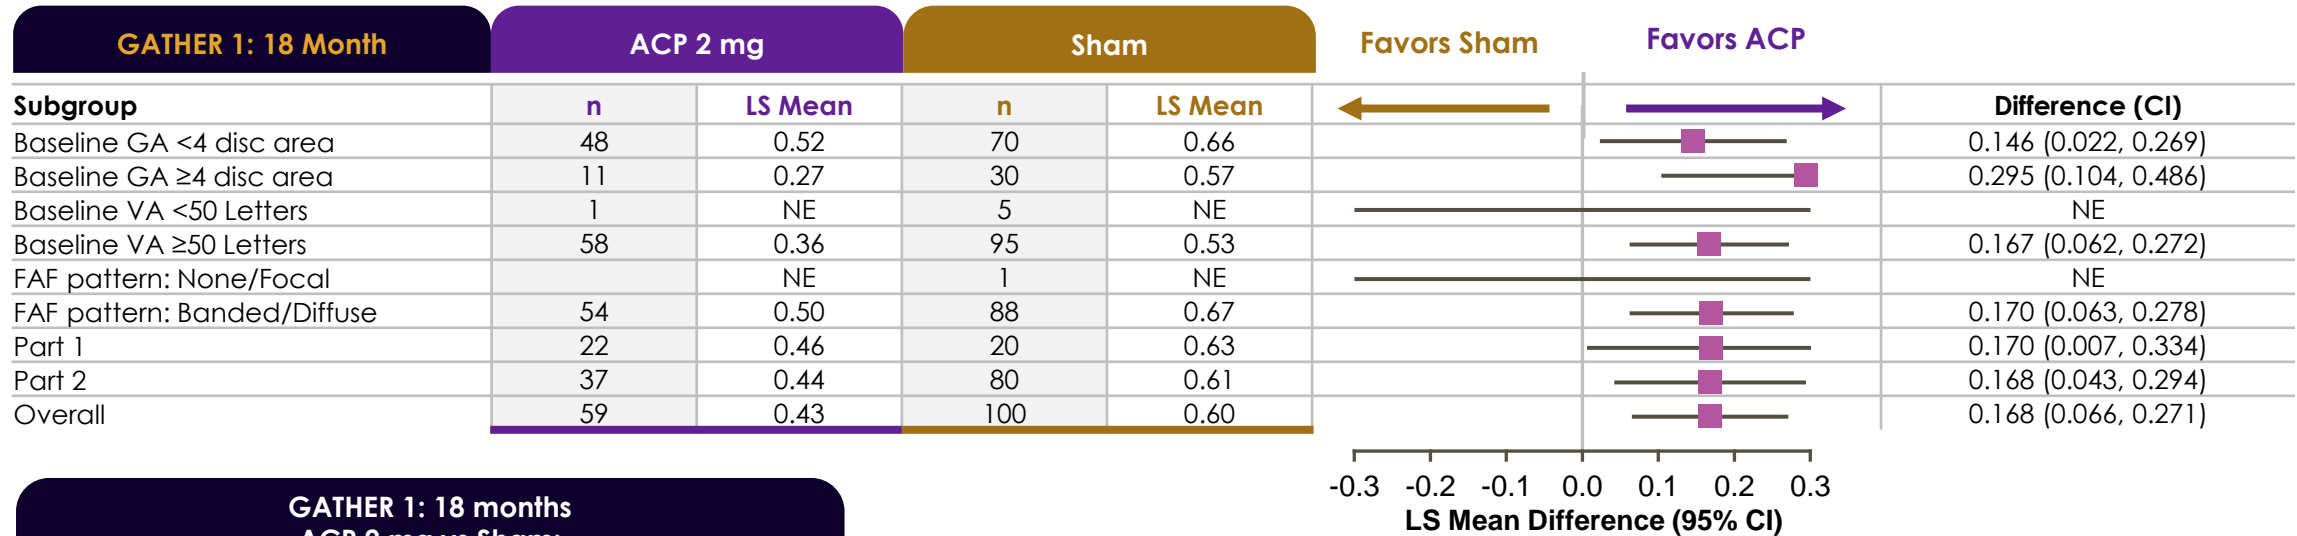 GATHER 1: 18 Month ACP 2 mg Sham Favors Sham Favors ACP
Subgroup n LS Mean n LS Mean Difference (CI)
Baseline GA <4 disc area 48 0.52 70 0.66 0.146 (0.022, 0.269)
Baseline GA ≥4 disc area 11 0.27 30 0.57 0.295 (0.104, 0.486)
Baseline VA <50 Letters 1 NE 5 NE NE
Baseline VA ≥50 Letters 58 0.36 95 0.53 0.167 (0.062, 0.272)
FAF pattern: None/Focal NE 1 NE NE
FAF pattern: Banded/Diffuse 54 0.50 88 0.67 0.170 (0.063, 0.278)
Part 1 22 0.46 20 0.63 0.170 (0.007, 0.334)
Part 2 37 0.44 80 0.61 0.168 (0.043, 0.294)
Overall 59 0.43 100 0.60 0.168 (0.066, 0.271)
-0.3 -0.2 -0.1 0.0 0.1 0.2 0.3
LS Mean Difference (95% CI)
GATHER 1: 18 months
ACP 2 mg vs Sham: